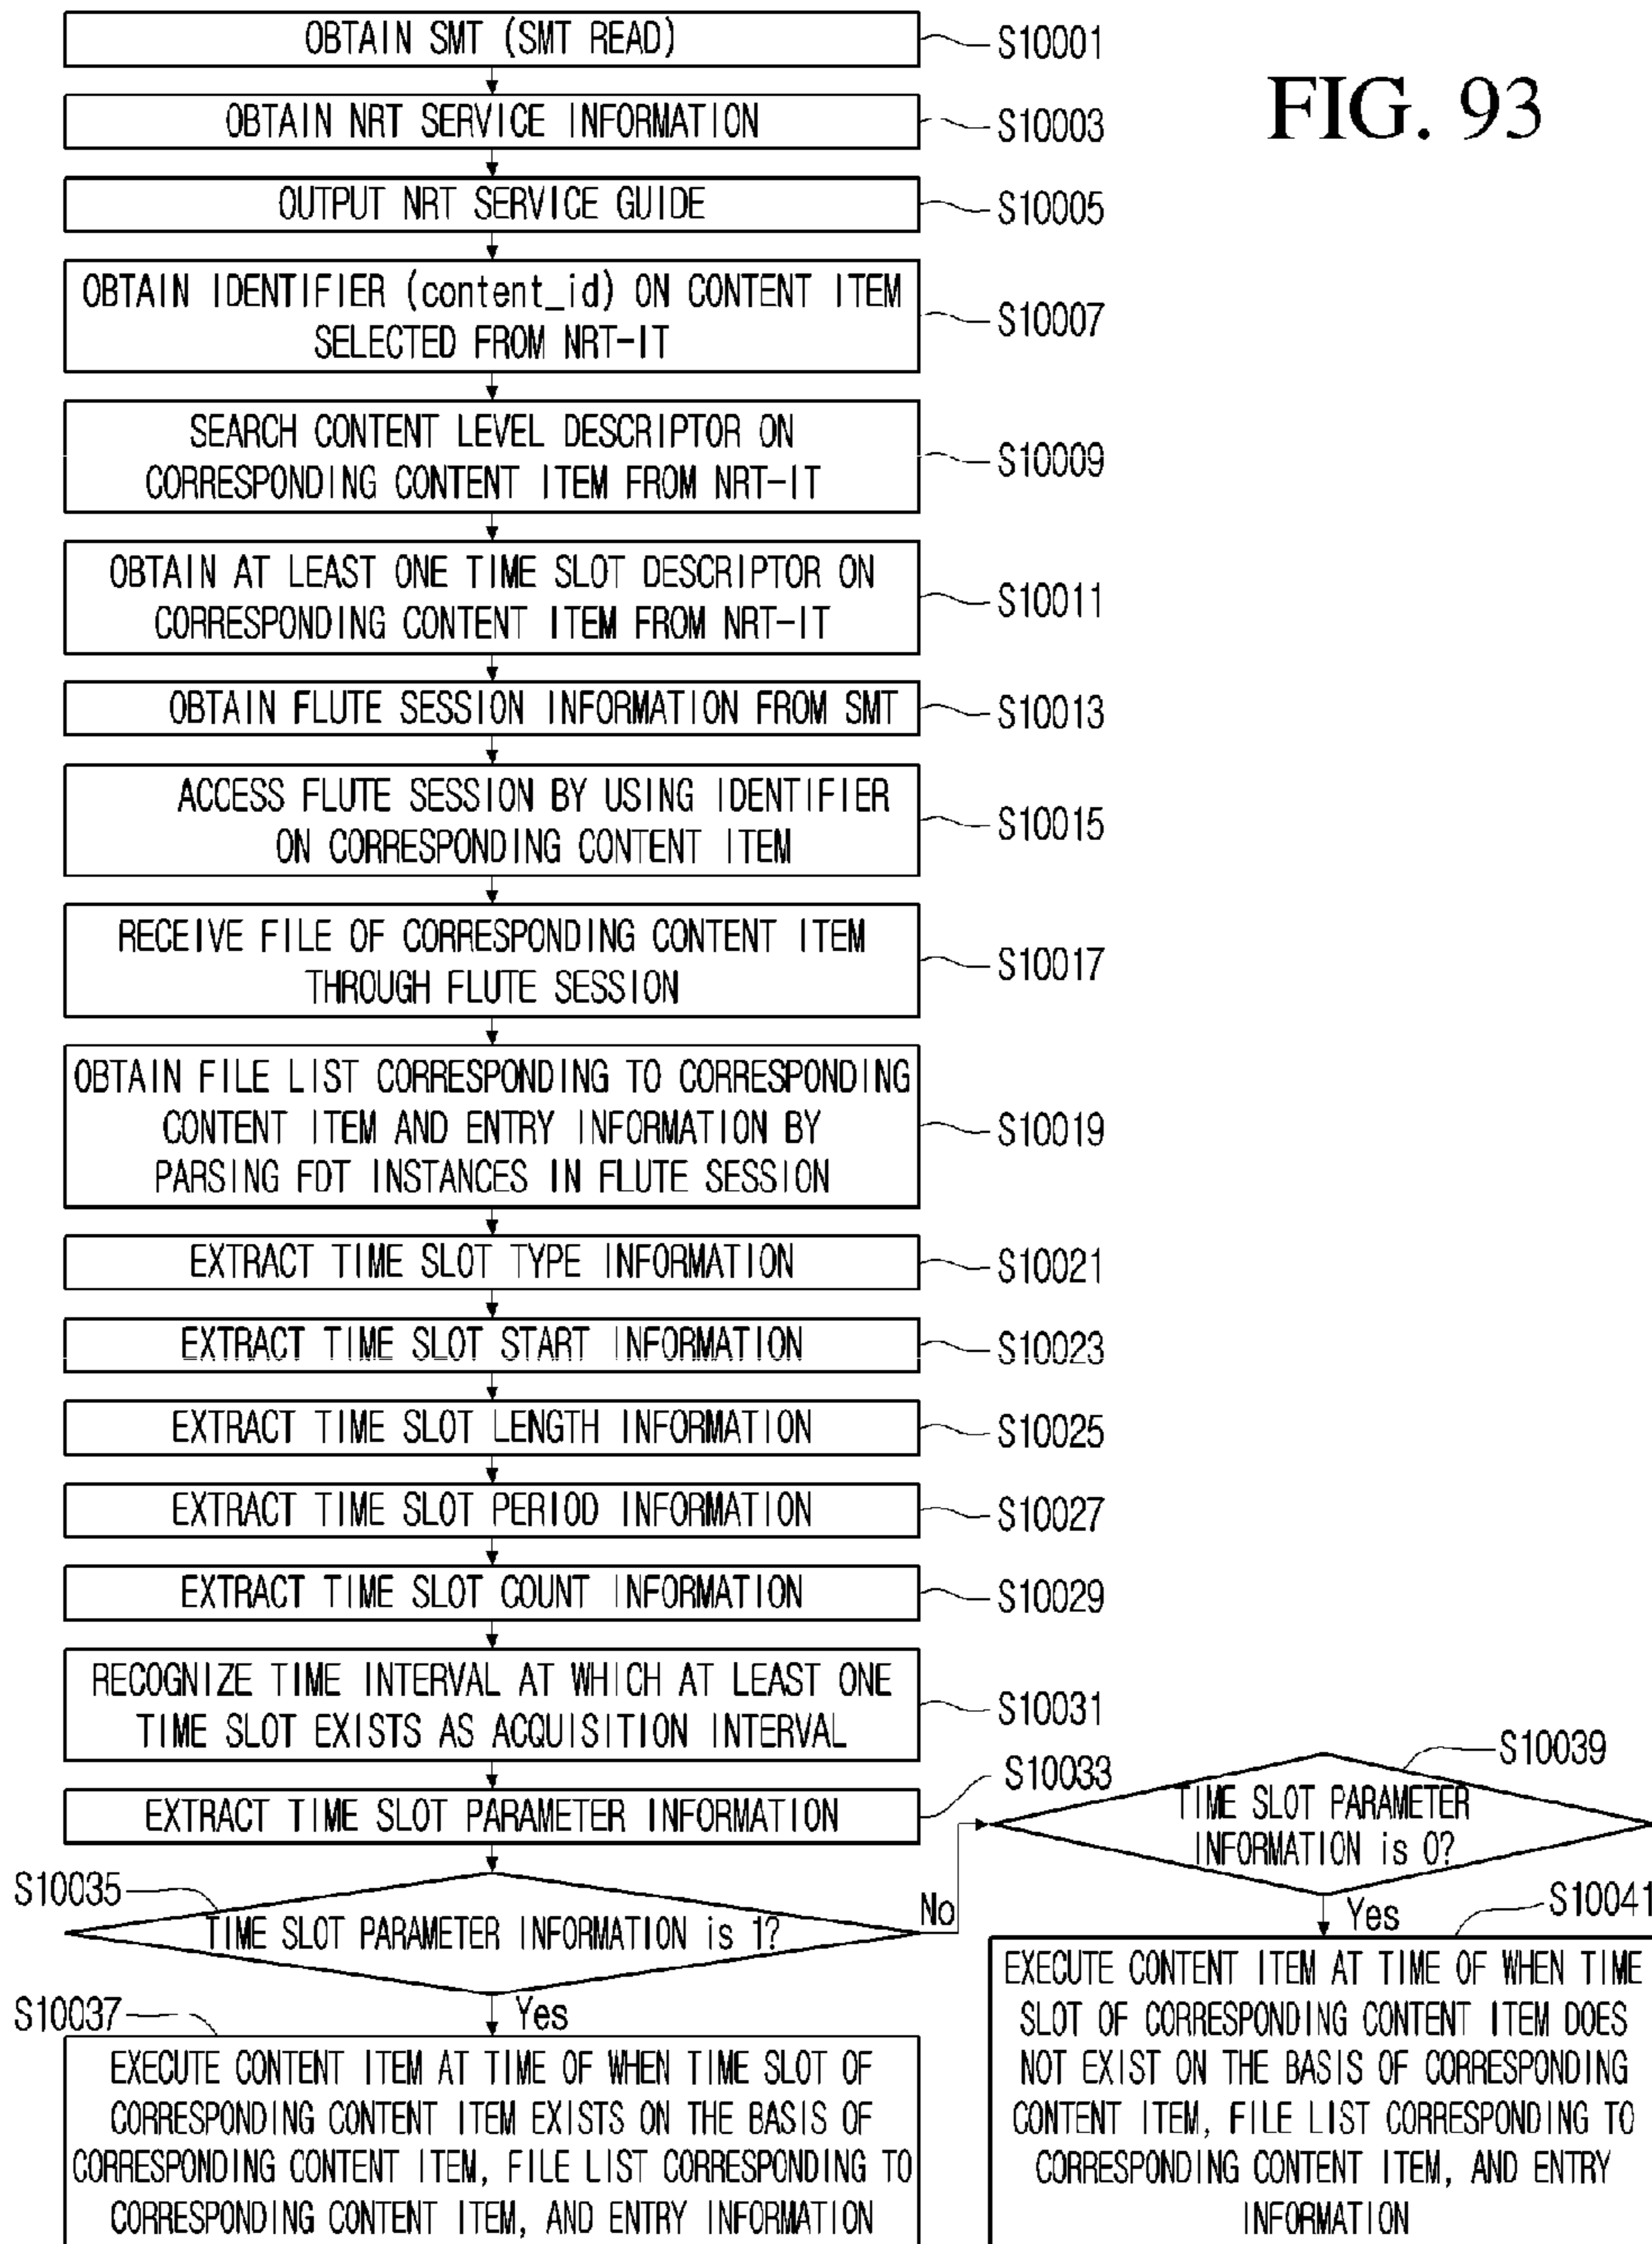 FIG. 93
OBTAIN SMT (SMT READ)
S10001
OBTAIN NRT SERVICE INFORMATION
S10003
OUTPUT NRT SERVICE GUIDE
S10005
OBTAIN IDENTIFIER (content_id) ON CONTENT ITEM
SELECTED FROM NRT-IT
S10007
SEARCH CONTENT LEVEL DESCRIPTOR ON
CORRESPONDING CONTENT ITEM FROM NRT-IT
S10009
OBTAIN AT LEAST ONE TIME SLOT DESCRIPTOR ON
CORRESPONDING CONTENT ITEM FROM NRT-IT
S10011
OBTAIN FLUTE SESSION INFORMATION FROM SMT
S10013
ACCESS FLUTE SESSION BY USING IDENTIFIER
ON CORRESPONDING CONTENT ITEM
S10015
RECEIVE FILE OF CORRESPONDING CONTENT ITEM
THROUGH FLUTE SESSION
S10017
OBTAIN FILE LIST CORRESPONDING TO CORRESPONDING
CONTENT ITEM AND ENTRY INFORMATION BY
PARSING FDT INSTANCES IN FLUTE SESSION
S10019
EXTRACT TIME SLOT TYPE INFORMATION
S10021
EXTRACT TIME SLOT START INFORMATION
S10023
EXTRACT TIME SLOT LENGTH INFORMATION
S10025
EXTRACT TIME SLOT PERIOD INFORMATION
S10027
EXTRACT TIME SLOT COUNT INFORMATION
S10029
RECOGNIZE TIME INTERVAL AT WHICH AT LEAST ONE
TIME SLOT EXISTS AS ACQUISITION INTERVAL
S10031
EXTRACT TIME SLOT PARAMETER INFORMATION
S10033
S10035
TIME SLOT PARAMETER INFORMATION is 1?
No
Yes
S10037
EXECUTE CONTENT ITEM AT TIME OF WHEN TIME SLOT OF
CORRESPONDING CONTENT ITEM EXISTS ON THE BASIS OF
CORRESPONDING CONTENT ITEM, FILE LIST CORRESPONDING TO
CORRESPONDING CONTENT ITEM, AND ENTRY INFORMATION
S10039
TIME SLOT PARAMETER
INFORMATION is 0?
Yes
S10041
EXECUTE CONTENT ITEM AT TIME OF WHEN TIME
SLOT OF CORRESPONDING CONTENT ITEM DOES
NOT EXIST ON THE BASIS OF CORRESPONDING
CONTENT ITEM, FILE LIST CORRESPONDING TO
CORRESPONDING CONTENT ITEM, AND ENTRY
INFORMATION